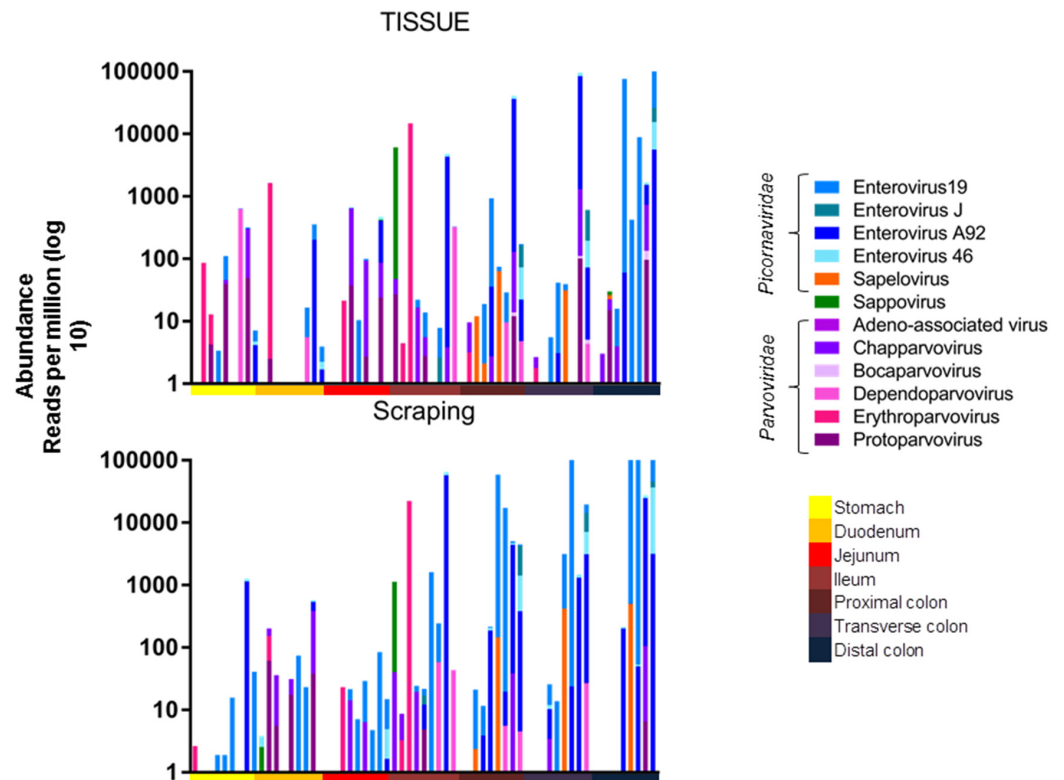 TISSUE
100000
10000
1000
100
10
1
Scraping
100000
10000
1000
100
10
1
Abundance
Reads per million (log
10)
Picornaviridae
Enterovirus19
Enterovirus J
Enterovirus A92
Enterovirus 46
Sapelovirus
Sappovirus
Parvoviridae
Adeno-associated virus
Chapparvovirus
Bocaparvovirus
Dependoparvovirus
Erythroparvovirus
Protoparvovirus
Stomach
Duodenum
Jejunum
Ileum
Proximal colon
Transverse colon
Distal colon